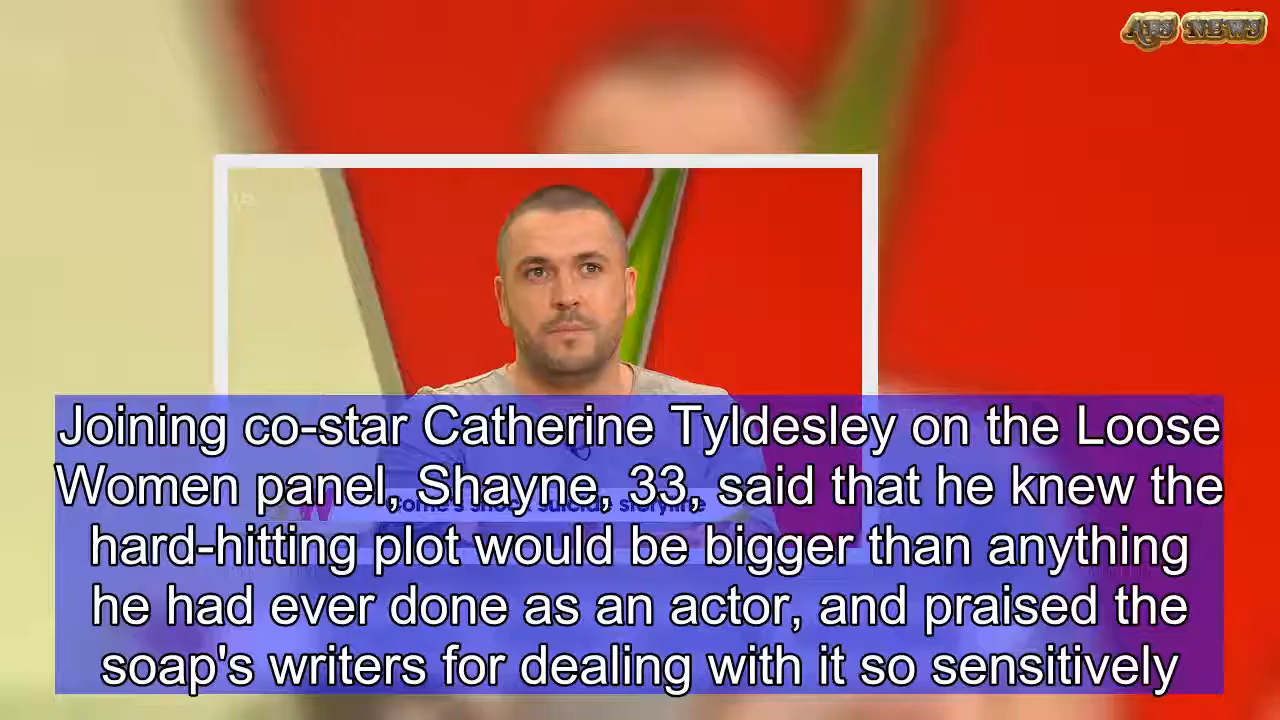 ABS NEWS
Joining co-star Catherine Tyldesley on the Loose
Women panel, Shayne, 33, said that he knew the
hard-hitting plot would be bigger than anything
he had ever done as an actor, and praised the
soap's writers for dealing with it so sensitively